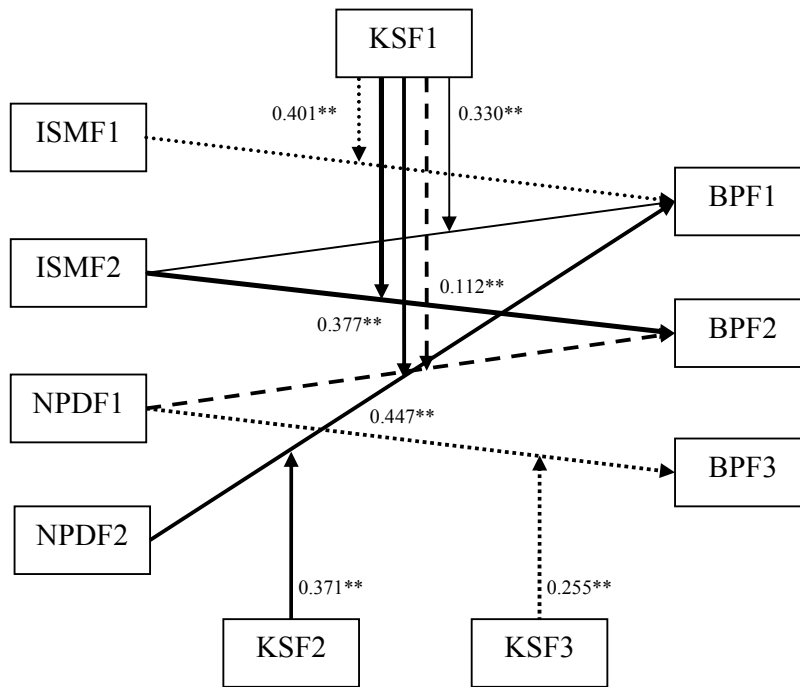 KSF1
0.401**
0.330**
ISMF1
BPF1
ISMF2
0.112**
0.377**
BPF2
NPDF1
0.447**
BPF3
NPDF2
0.371**
0.255**
KSF2
KSF3